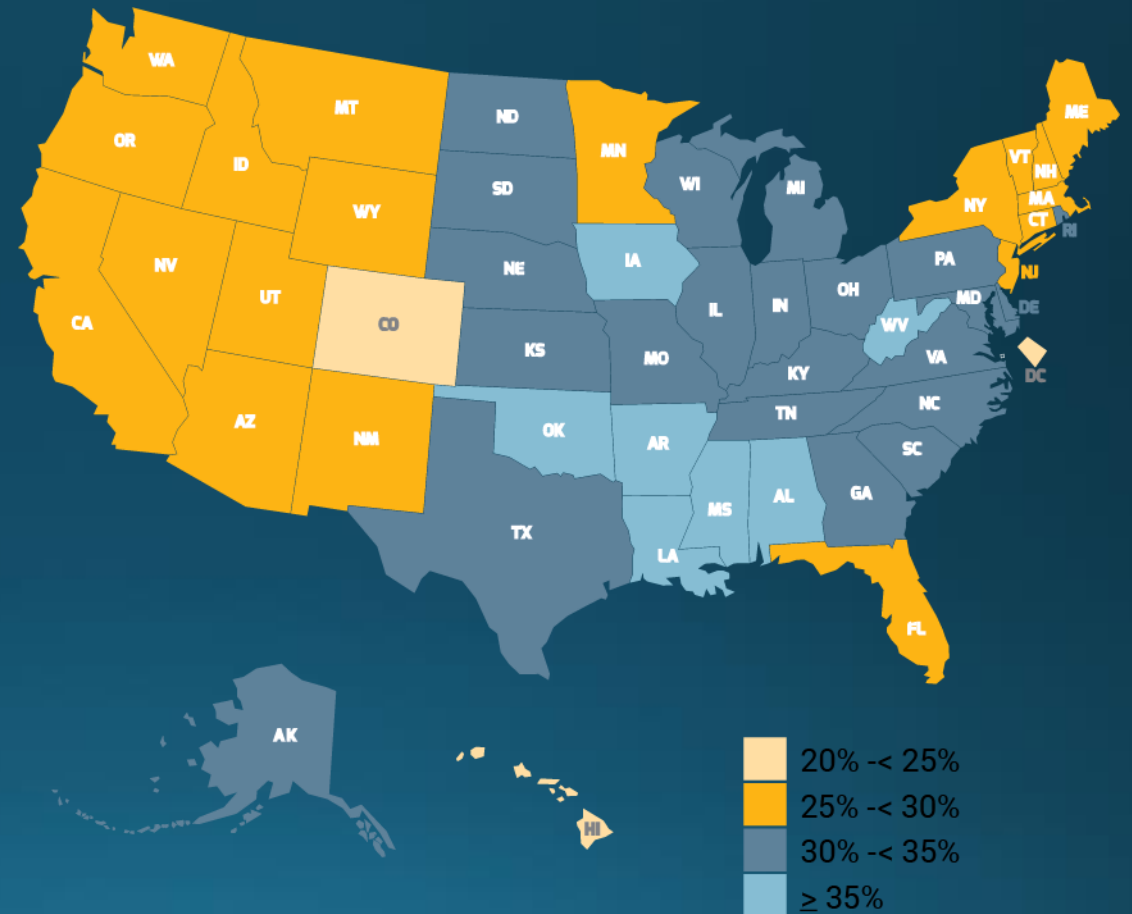 WA
MT
ND
OR
ID
MN
ME
VT
NH
WI
MI
SD
WY
NY
MA
CT
RI
NV
UT
NE
IA
PA
NJ
CA
CO
IL
IN
OH
MD
DE
WV
VA
DC
KS
MO
KY
AZ
NM
OK
AR
TN
NC
SC
TX
LA
MS
AL
GA
FL
AK
HI
20% -< 25%
25% -< 30%
30% -< 35%
≥ 35%